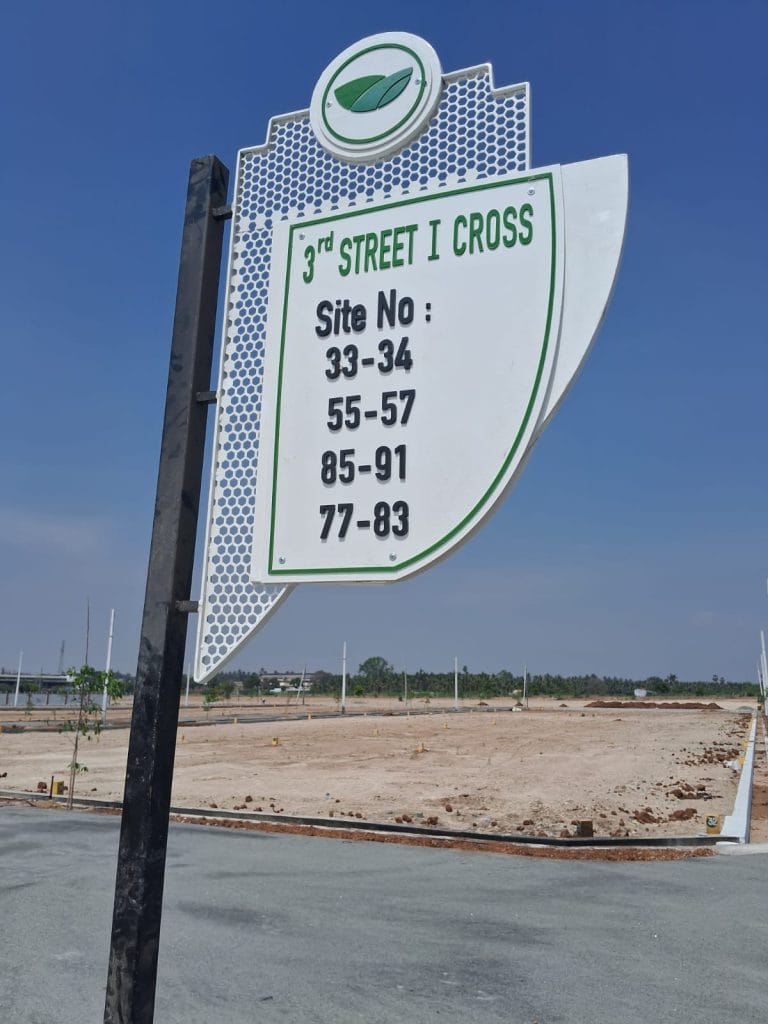 3rd STREET I CROSS
Site No :
33-34
55-57
85-91
77-83